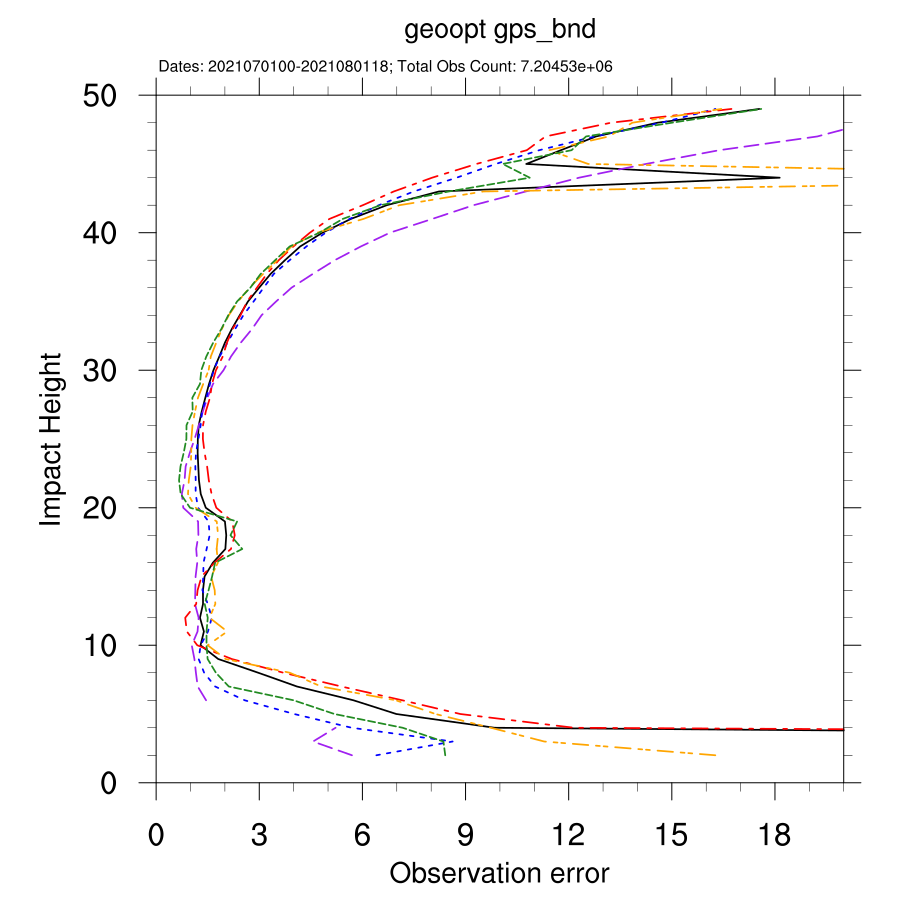 geoopt gps_bnd
Dates: 2021070100-2021080118; Total Obs Count: 7.20453e+06
50
40
30
20
10
0
Impact Height
0 3 6 9 12 15 18
Observation error